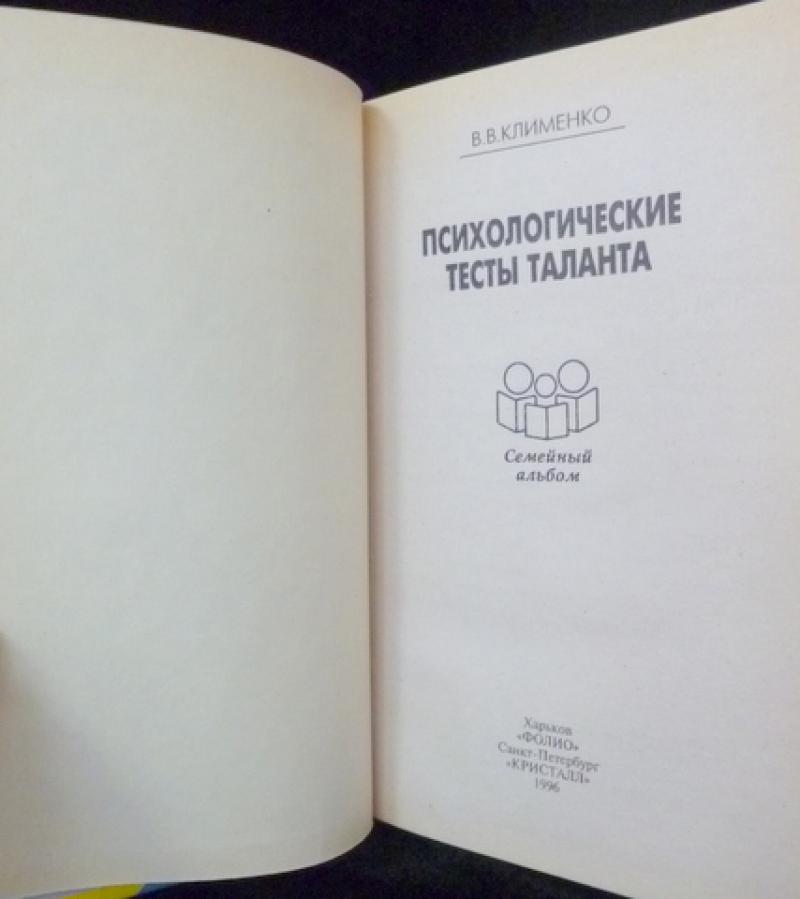 В.В.КЛИМЕНКО
ПСИХОЛОГИЧЕСКИЕ
ТЕСТЫ ТАЛАНТА
Семейный
альбом
Харьков
«ФОЛИО»
Санкт-Петербург
«КРИСТАЛЛ»
1996